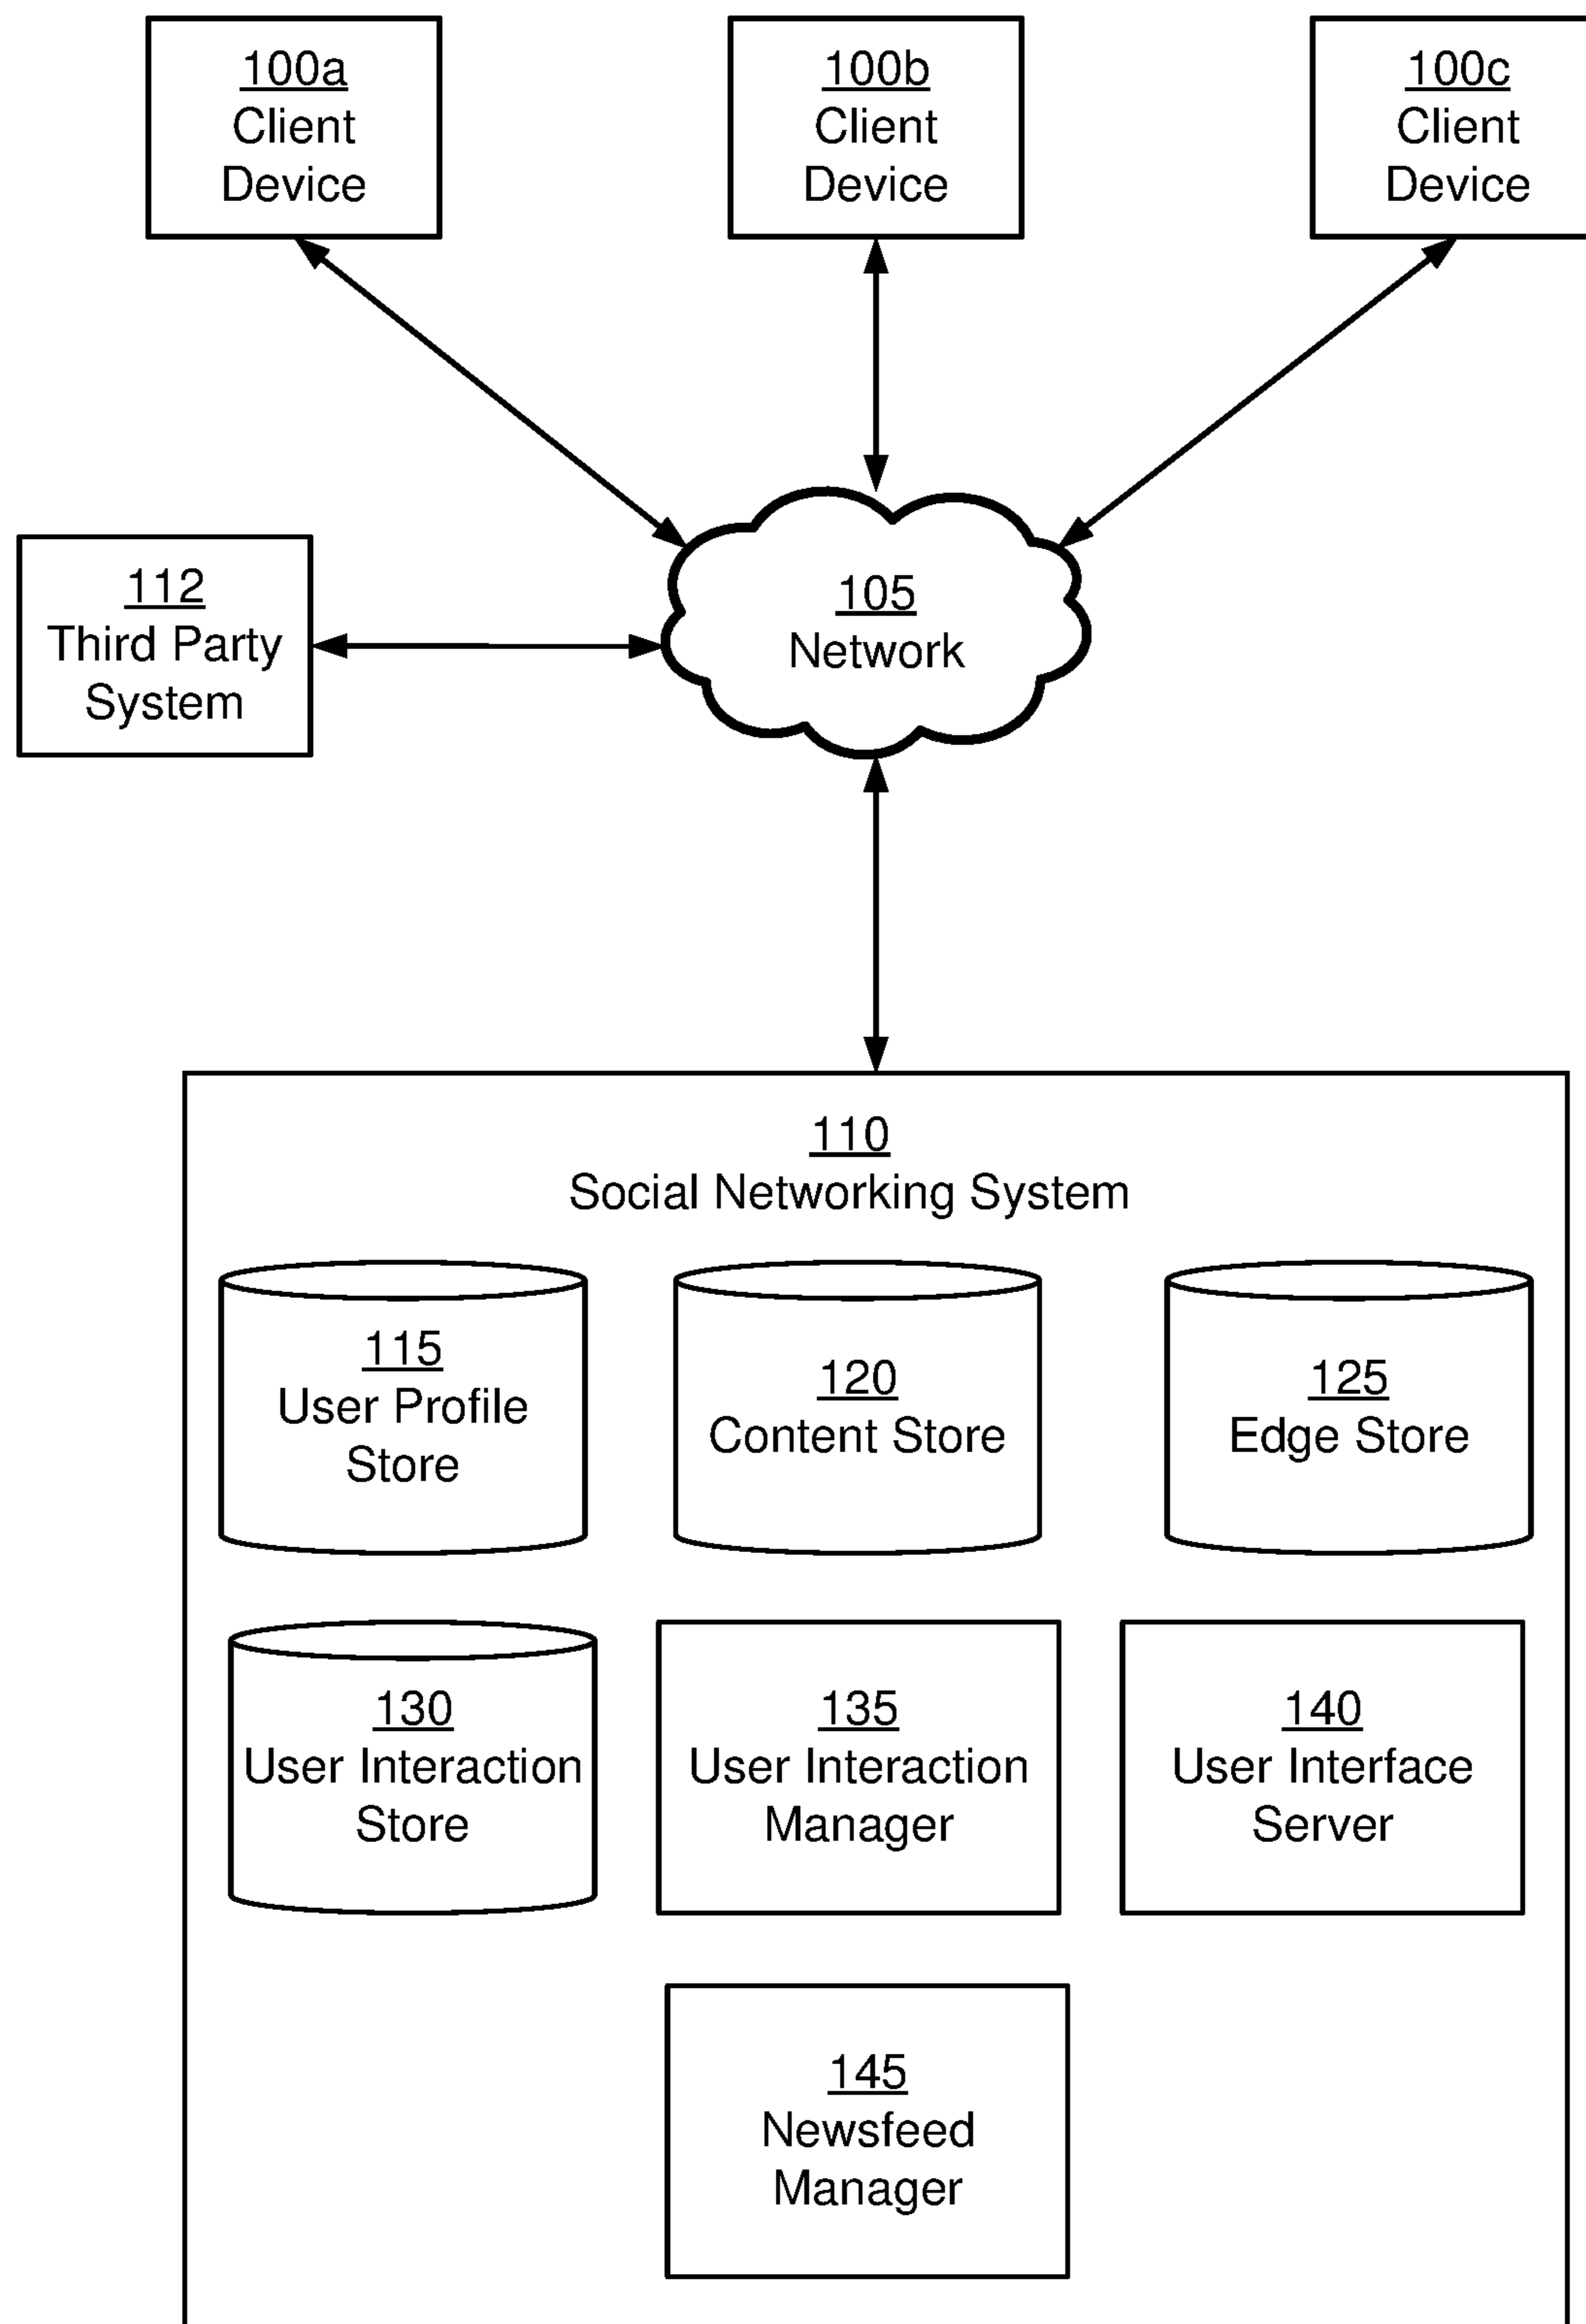 100a
Client
Device
100b
Client
Device
100c
Client
Device
112
Third Party
System
105
Network
110
Social Networking System
115
User Profile
Store
120
Content Store
125
Edge Store
130
User Interaction
Store
135
User Interaction
Manager
140
User Interface
Server
145
Newsfeed
Manager